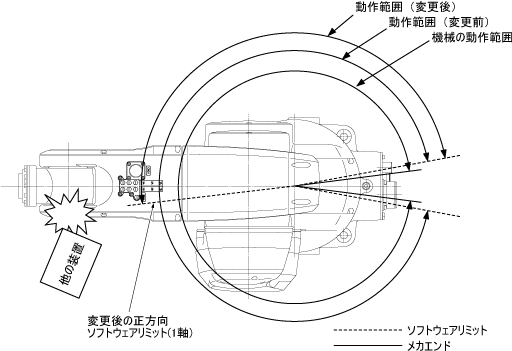 動作範囲（変更後）
動作範囲（変更前）
機械の動作範囲
他の装置
変更後の正方向
ソフトウェアリミット(1軸)
ソフトウェアリミット
メカエンド